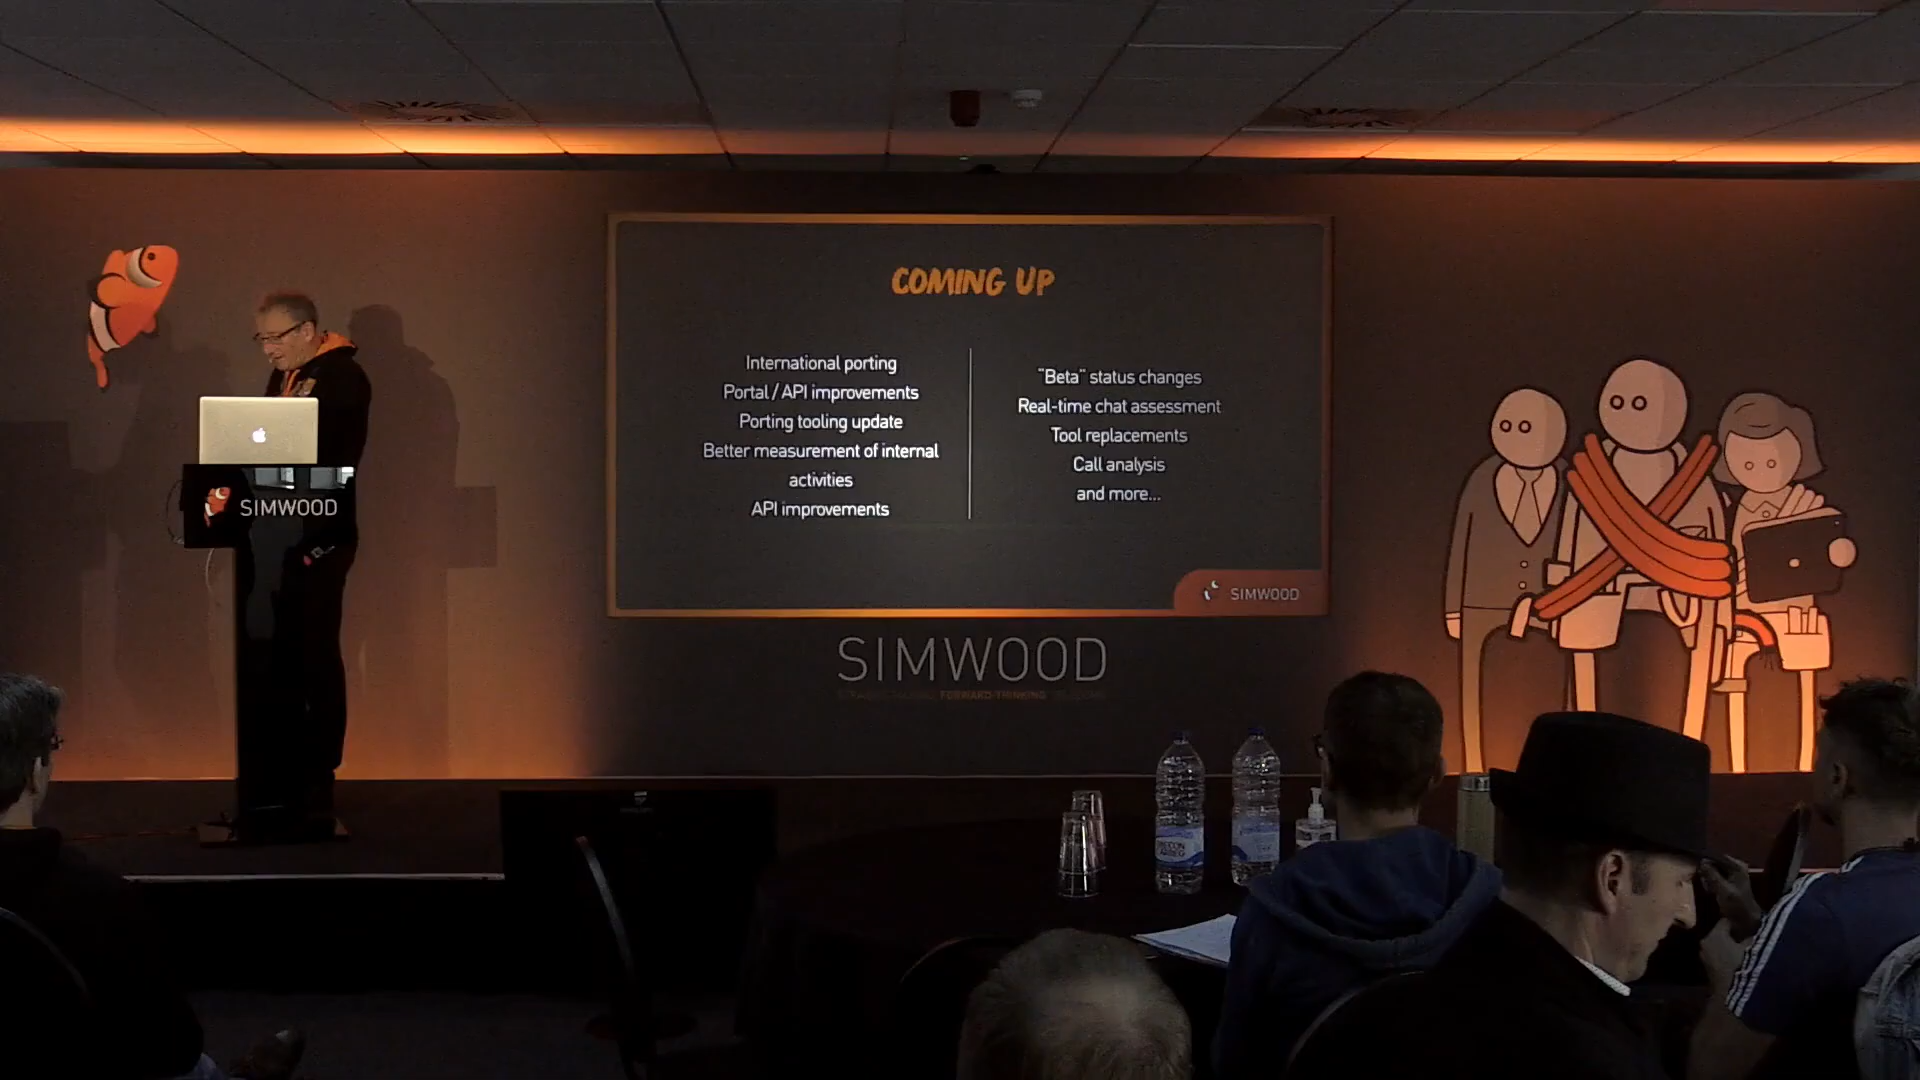 COMING UP
International porting
Portal / API improvements
Porting tooling update
Better measurement of internal
activities
API improvements
"Beta" status changes
Real-time chat assessment
Tool replacements
Call analysis
and more...
SIMWOOD
SIMWOOD
SIMWOOD
FORWARD-THINKING